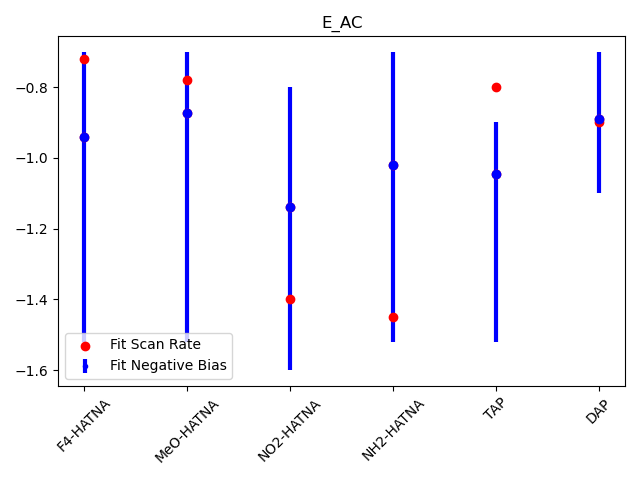 E_AC
−0.8
−1.0
−1.2
−1.4
−1.6
Fit Scan Rate
Fit Negative Bias
F4-HATNA
MeO-HATNA
NO2-HATNA
NH2-HATNA
TAP
DAP